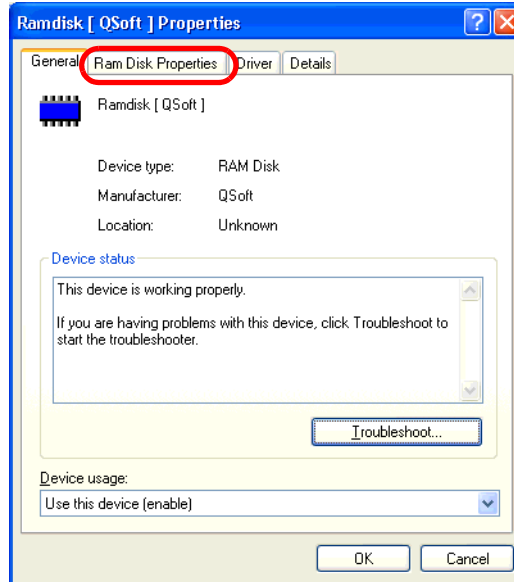 Ramdisk [ QSoft ] Properties
?
General
Ram Disk Properties
Driver
Details
Ramdisk [ QSoft ]
Device type: RAM Disk
Manufacturer: QSoft
Location: Unknown
Device status
This device is working properly.
If you are having problems with this device, click Troubleshoot to
start the troubleshooter.
Troubleshoot...
Device usage:
Use this device (enable)
OK
Cancel